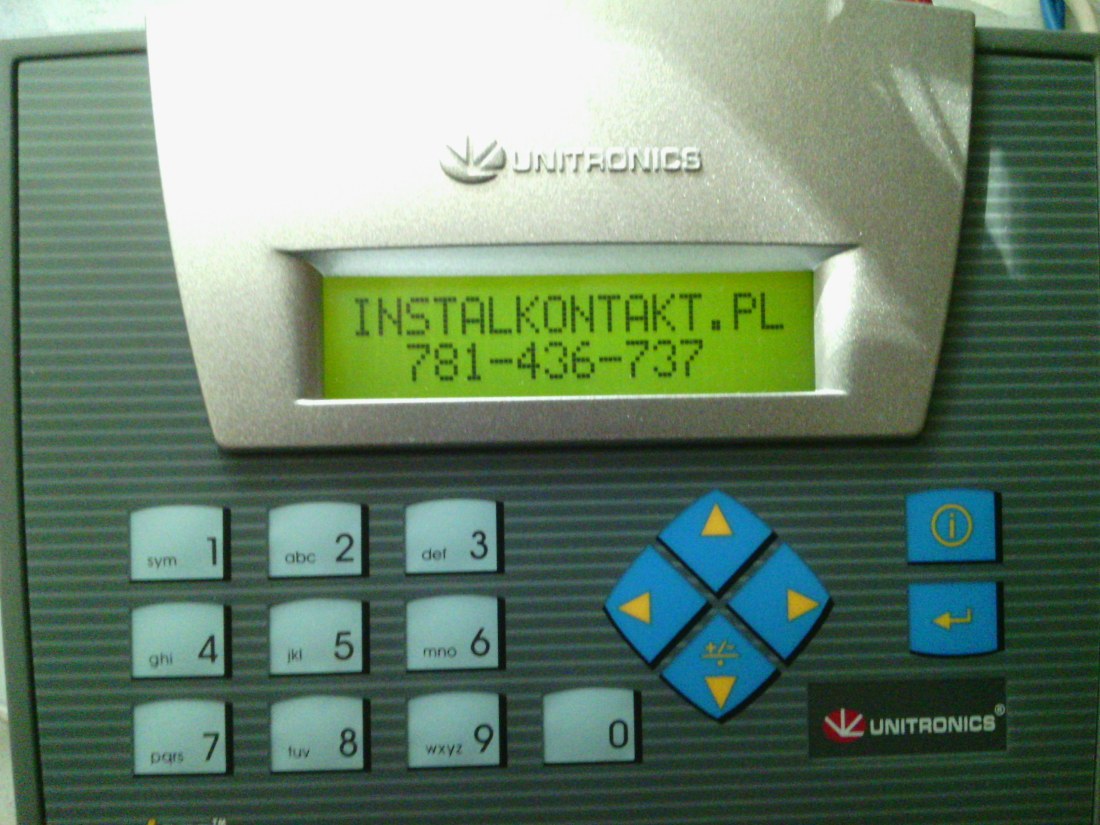 UNITRONICS
INSTALKONTAKT.PL
781-436-737
sym 1
abc 2
def 3
ghi 4
jkl 5
mno 6
+/-
pqrs 7
tuv 8
wxyz 9
0
UNITRONICS®